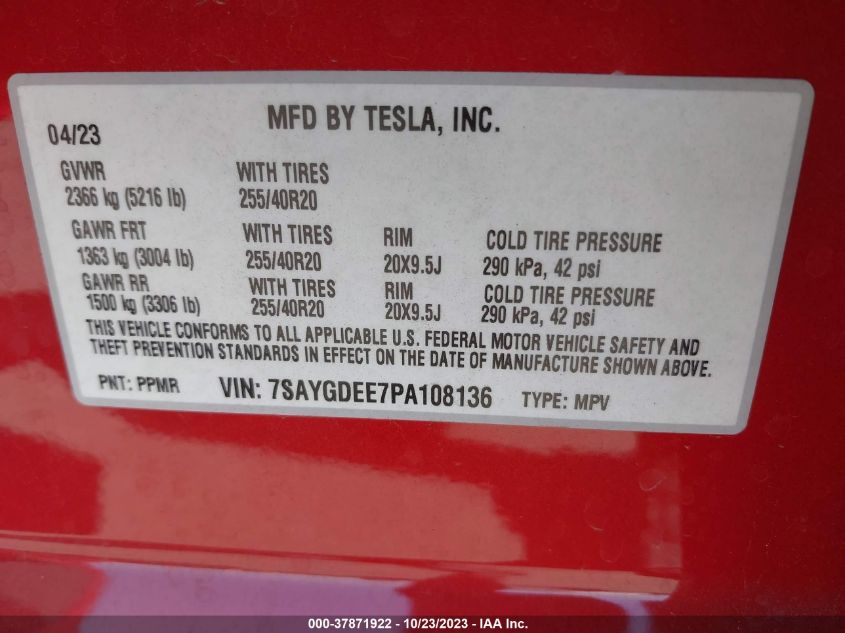 MFD BY TESLA, INC.
04/23
GVWR WITH TIRES
2366 kg (5216 lb) 255/40R20
GAWR FRT WITH TIRES RIM COLD TIRE PRESSURE
1363 kg (3004 lb) 255/40R20 20X9.5J 290 kPa, 42 psi
GAWR RR WITH TIRES RIM COLD TIRE PRESSURE
1500 kg (3306 lb) 255/40R20 20X9.5J 290 kPa, 42 psi
THIS VEHICLE CONFORMS TO ALL APPLICABLE U.S. FEDERAL MOTOR VEHICLE SAFETY AND
THEFT PREVENTION STANDARDS IN EFFECT ON THE DATE OF MANUFACTURE SHOWN ABOVE.
PNT: PPMR VIN: 7SAYGDEE7PA108136 TYPE: MPV
000-37871922 - 10/23/2023 - IAA Inc.